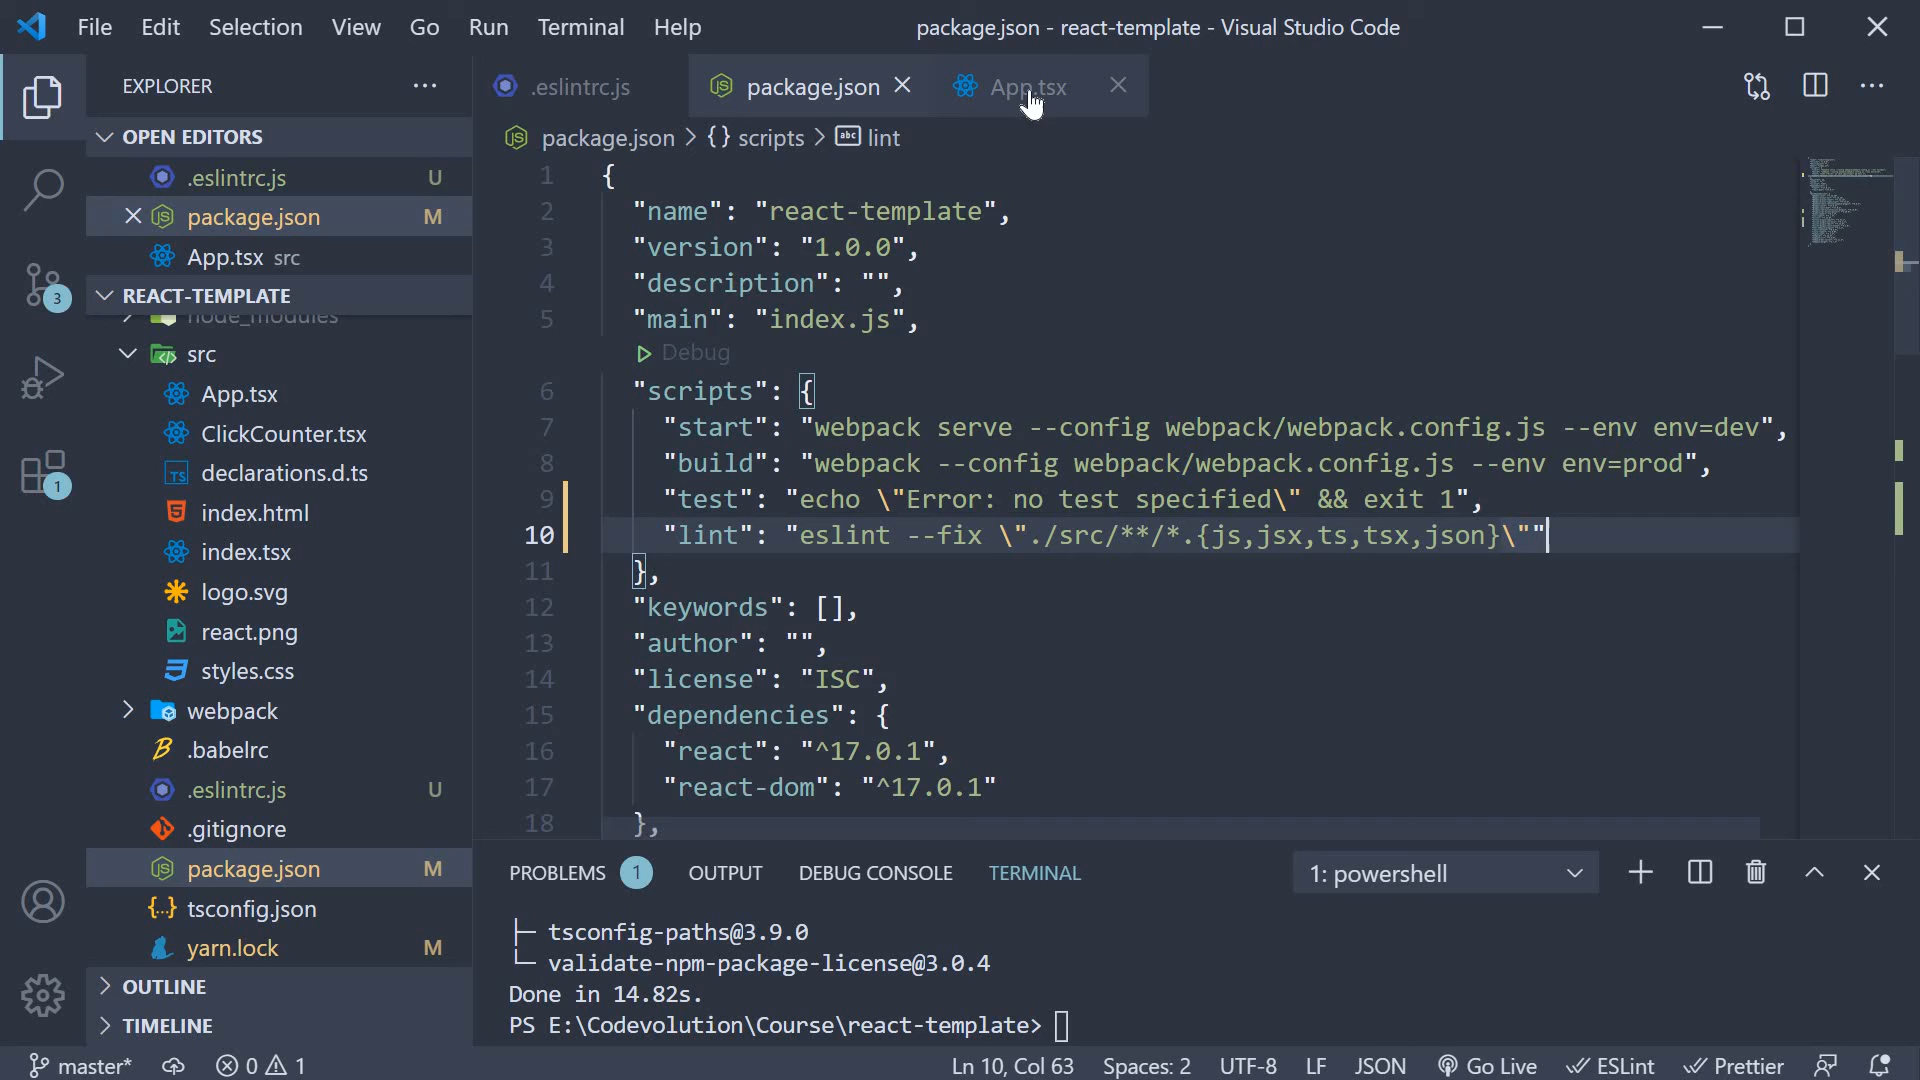 File Edit Selection View Go Run Terminal Help
package.json - react-template - Visual Studio Code
EXPLORER
OPEN EDITORS
.eslintrc.js U
package.json M
App.tsx src
REACT-TEMPLATE
node_modules
src
App.tsx
ClickCounter.tsx
declarations.d.ts
index.html
index.tsx
logo.svg
react.png
styles.css
webpack
.babelrc
.eslintrc.js U
.gitignore
package.json M
tsconfig.json
yarn.lock M
OUTLINE
TIMELINE
3
1
.eslintrc.js package.json App.tsx
package.json > {} scripts > abc lint
1 {
2 "name": "react-template",
3 "version": "1.0.0",
4 "description": "",
5 "main": "index.js",
Debug
6 "scripts": {
7 "start": "webpack serve --config webpack/webpack.config.js --env env=dev",
8 "build": "webpack --config webpack/webpack.config.js --env env=prod",
9 "test": "echo \"Error: no test specified\" && exit 1",
10 "lint": "eslint --fix \"./src/**/*.{js,jsx,ts,tsx,json}\""
11 },
12 "keywords": [],
13 "author": "",
14 "license": "ISC",
15 "dependencies": {
16 "react": "^17.0.1",
17 "react-dom": "^17.0.1"
18 },
PROBLEMS 1 OUTPUT DEBUG CONSOLE TERMINAL 1: powershell
├─ tsconfig-paths@3.9.0
└─ validate-npm-package-license@3.0.4
Done in 14.82s.
PS E:\Codevolution\Course\react-template>
master* 0 1 Ln 10, Col 63 Spaces: 2 UTF-8 LF JSON Go Live ESLint Prettier